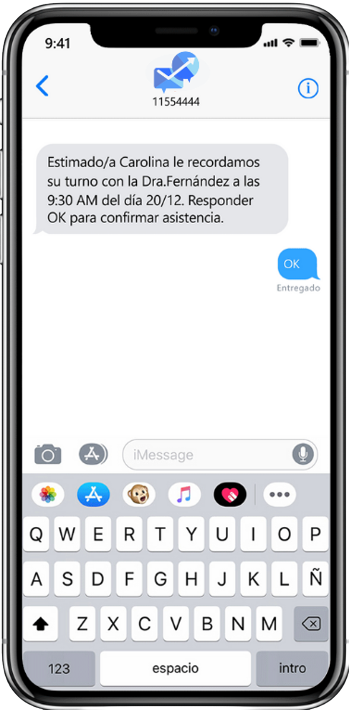 9:41
11554444
Estimado/a Carolina le recordamos
su turno con la Dra.Fernández a las
9:30 AM del día 20/12. Responder
OK para confirmar asistencia.
OK
Entregado
iMessage
Q W E R T Y U I O P
A S D F G H J K L Ñ
Z X C V B N M
123 espacio intro